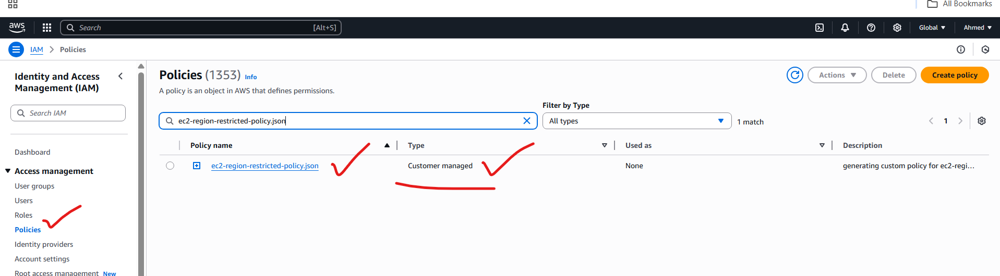 All Bookmarks
aws
Search [Alt+S] Global Ahmed
IAM Policies
Identity and Access
Management (IAM)
Search IAM
Dashboard
Access management
User groups
Users
Roles
Policies
Identity providers
Account settings
Root access management New
Policies (1353) Info
Actions Delete Create policy
A policy is an object in AWS that defines permissions.
Filter by Type
ec2-region-restricted-policy.json All types 1 match 1
Policy name Type Used as Description
ec2-region-restricted-policy.json Customer managed None generating custom policy for ec2-regi...